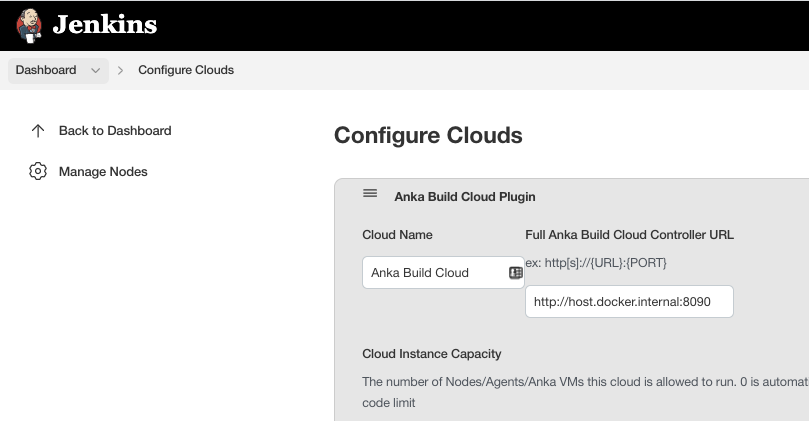 Jenkins
Dashboard
Configure Clouds
Back to Dashboard
Manage Nodes
Configure Clouds
Anka Build Cloud Plugin
Cloud Name
Full Anka Build Cloud Controller URL
ex: http[s]://{URL}:{PORT}
Anka Build Cloud
http://host.docker.internal:8090
Cloud Instance Capacity
The number of Nodes/Agents/Anka VMs this cloud is allowed to run. 0 is automat
code limit